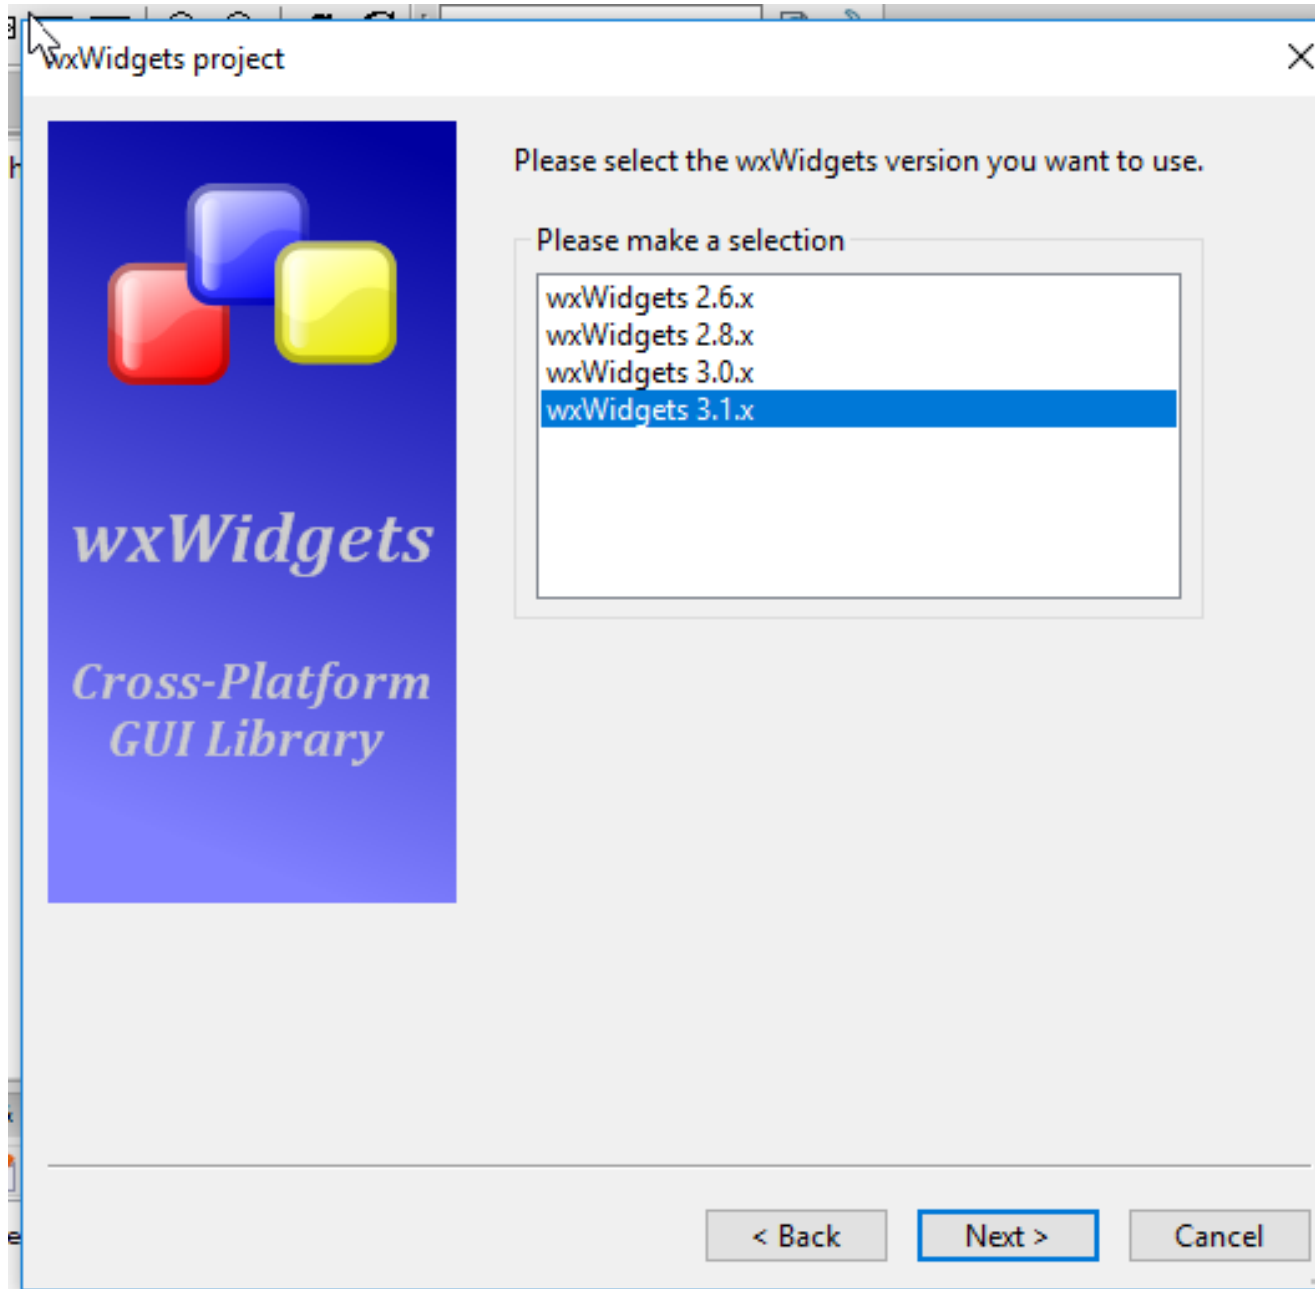 wxWidgets project
Please select the wxWidgets version you want to use.
Please make a selection
wxWidgets 2.6.x
wxWidgets 2.8.x
wxWidgets 3.0.x
wxWidgets 3.1.x
wxWidgets
Cross-Platform
GUI Library
< Back
Next >
Cancel